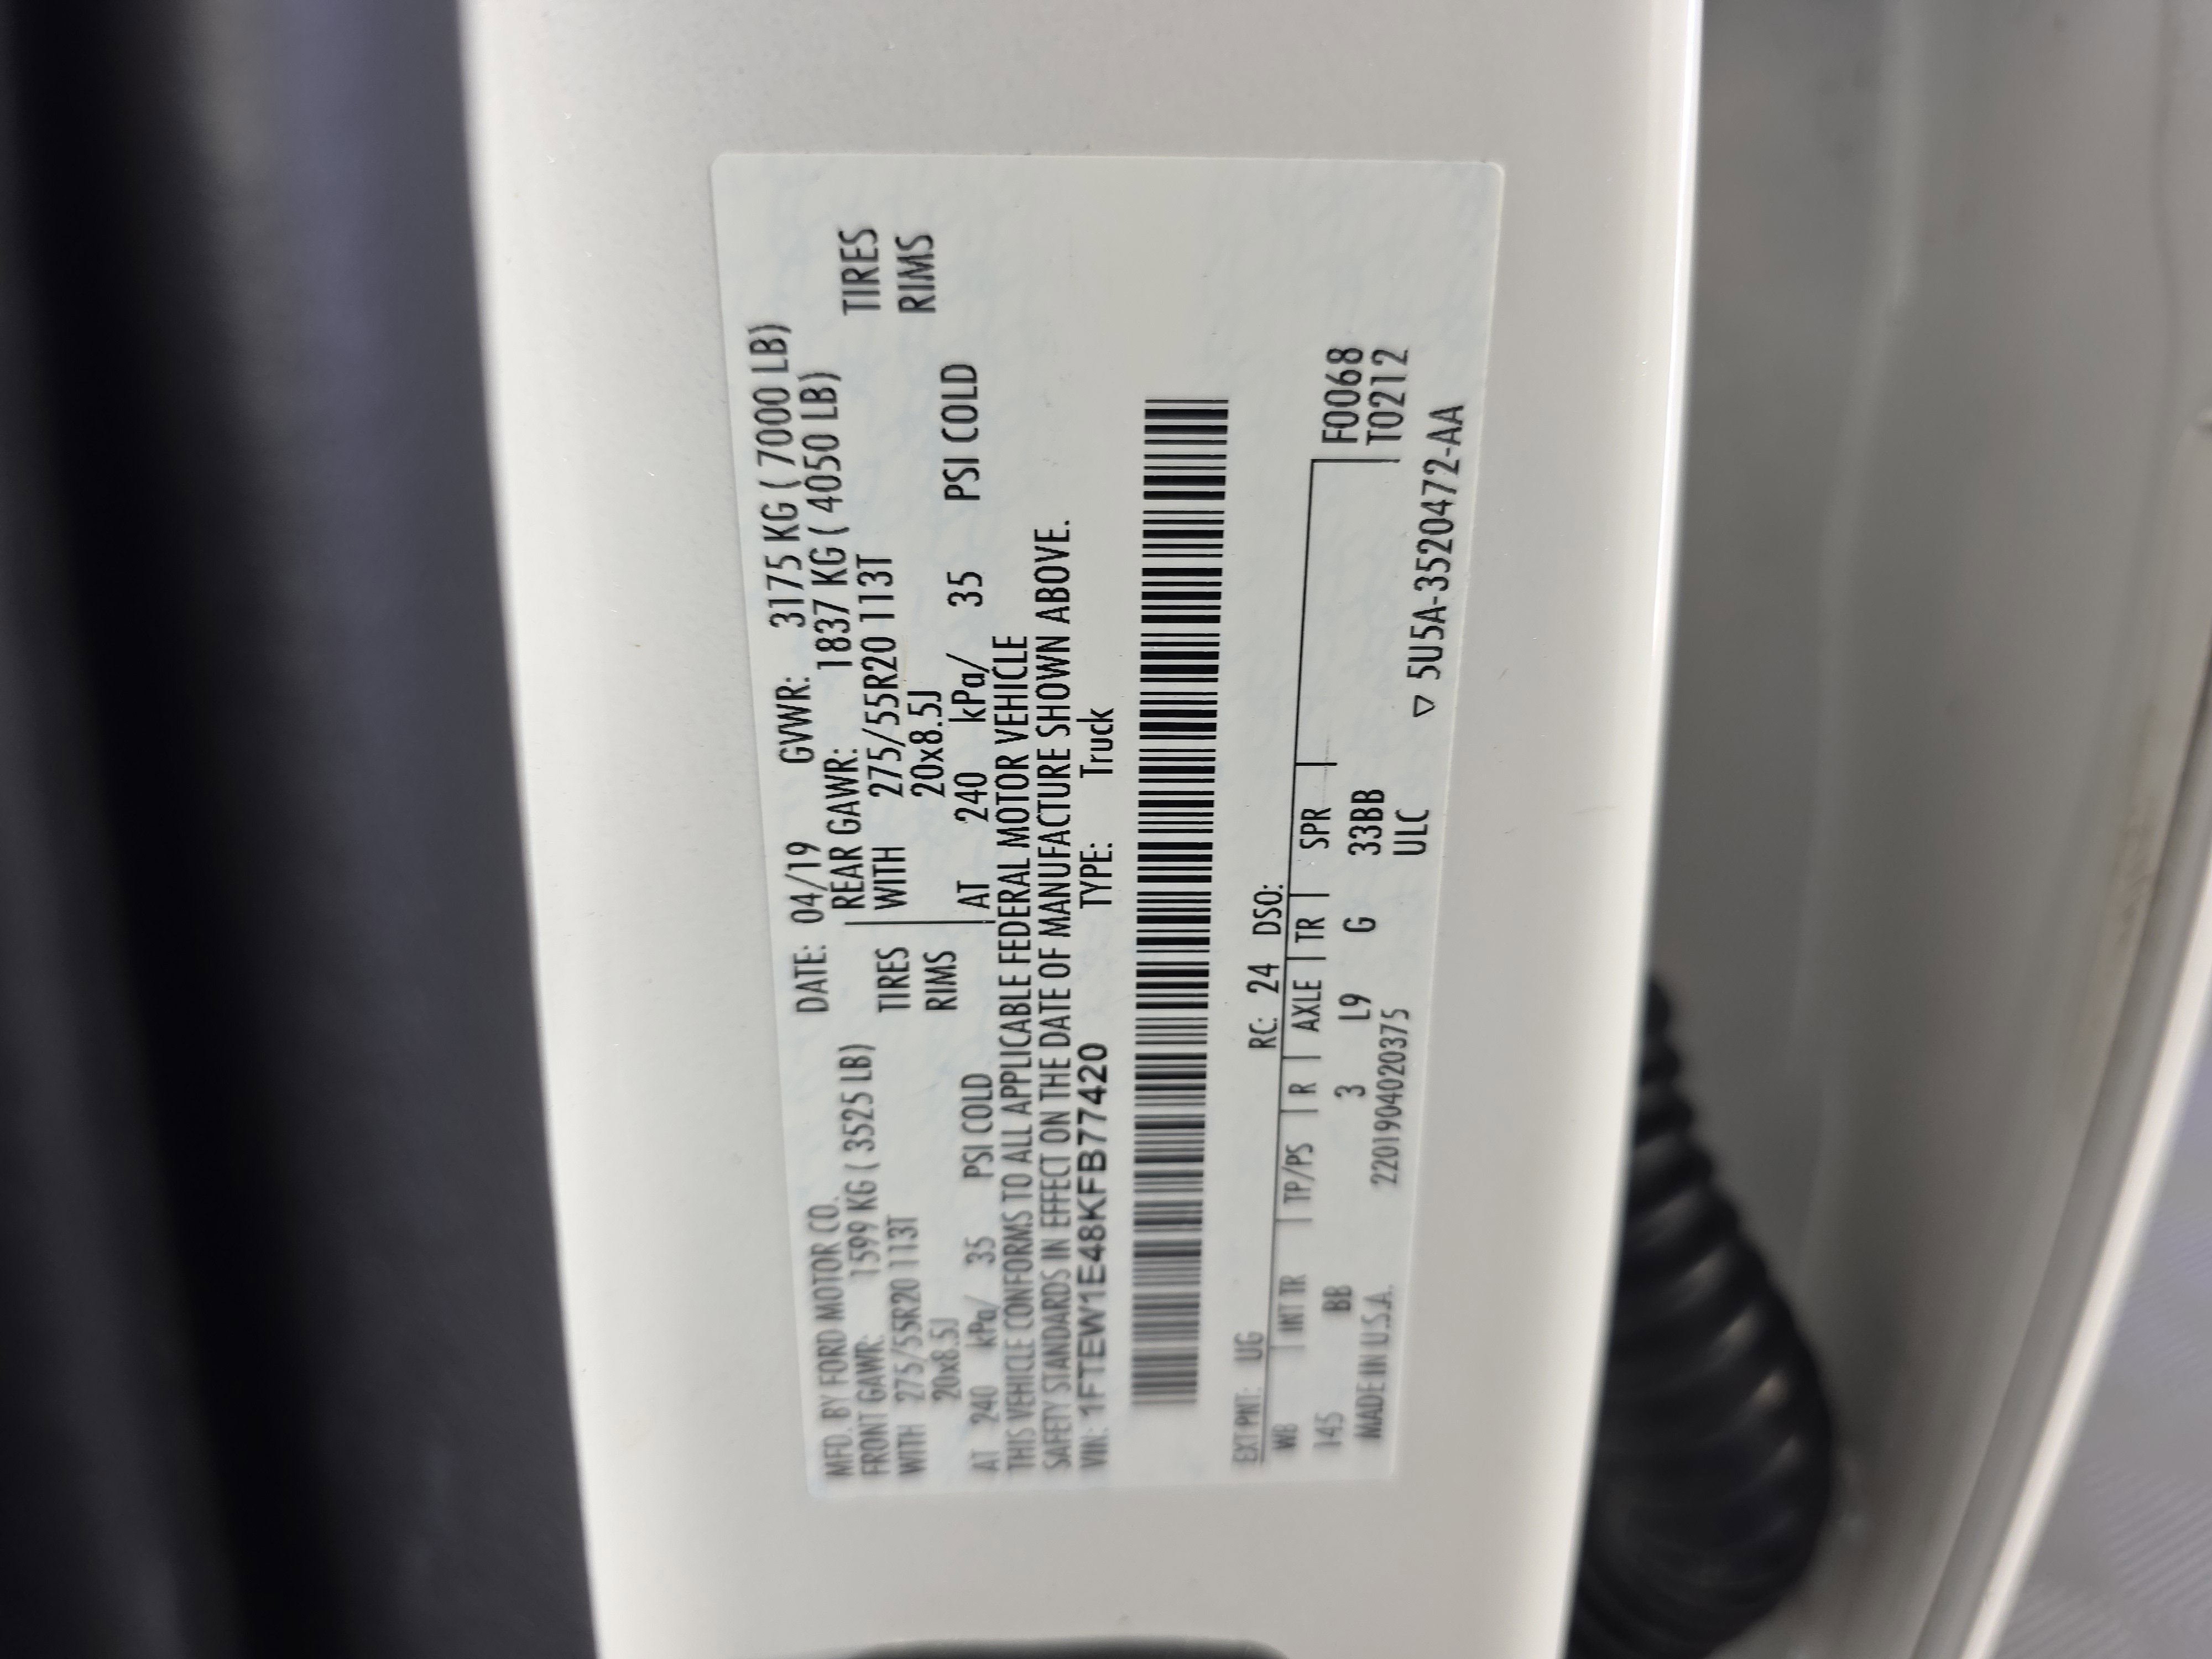 MFD. BY FORD MOTOR CO. DATE: 04/19 GVWR: 3175 KG ( 7000 LB)
FRONT GAWR: 1599 KG ( 3525 LB) REAR GAWR: 1837 KG ( 4050 LB)
WITH 275/55R20 113T TIRES WITH 275/55R20 113T TIRES
20x8.5J RIMS 20x8.5J RIMS
AT 240 kPa/ 35 PSI COLD AT 240 kPa/ 35 PSI COLD
THIS VEHICLE CONFORMS TO ALL APPLICABLE FEDERAL MOTOR VEHICLE
SAFETY STANDARDS IN EFFECT ON THE DATE OF MANUFACTURE SHOWN ABOVE.
VIN: 1FTEW1E48KFB77420 TYPE: Truck
EXT PNT: UG RC: 24 DSO:
WB INT TR TP/PS R AXLE TR SPR F0068
145 BB 3 L9 G 33BB T0212
MADE IN U.S.A. 2201904020375 ULC
▽ 5U5A-3520472-AA